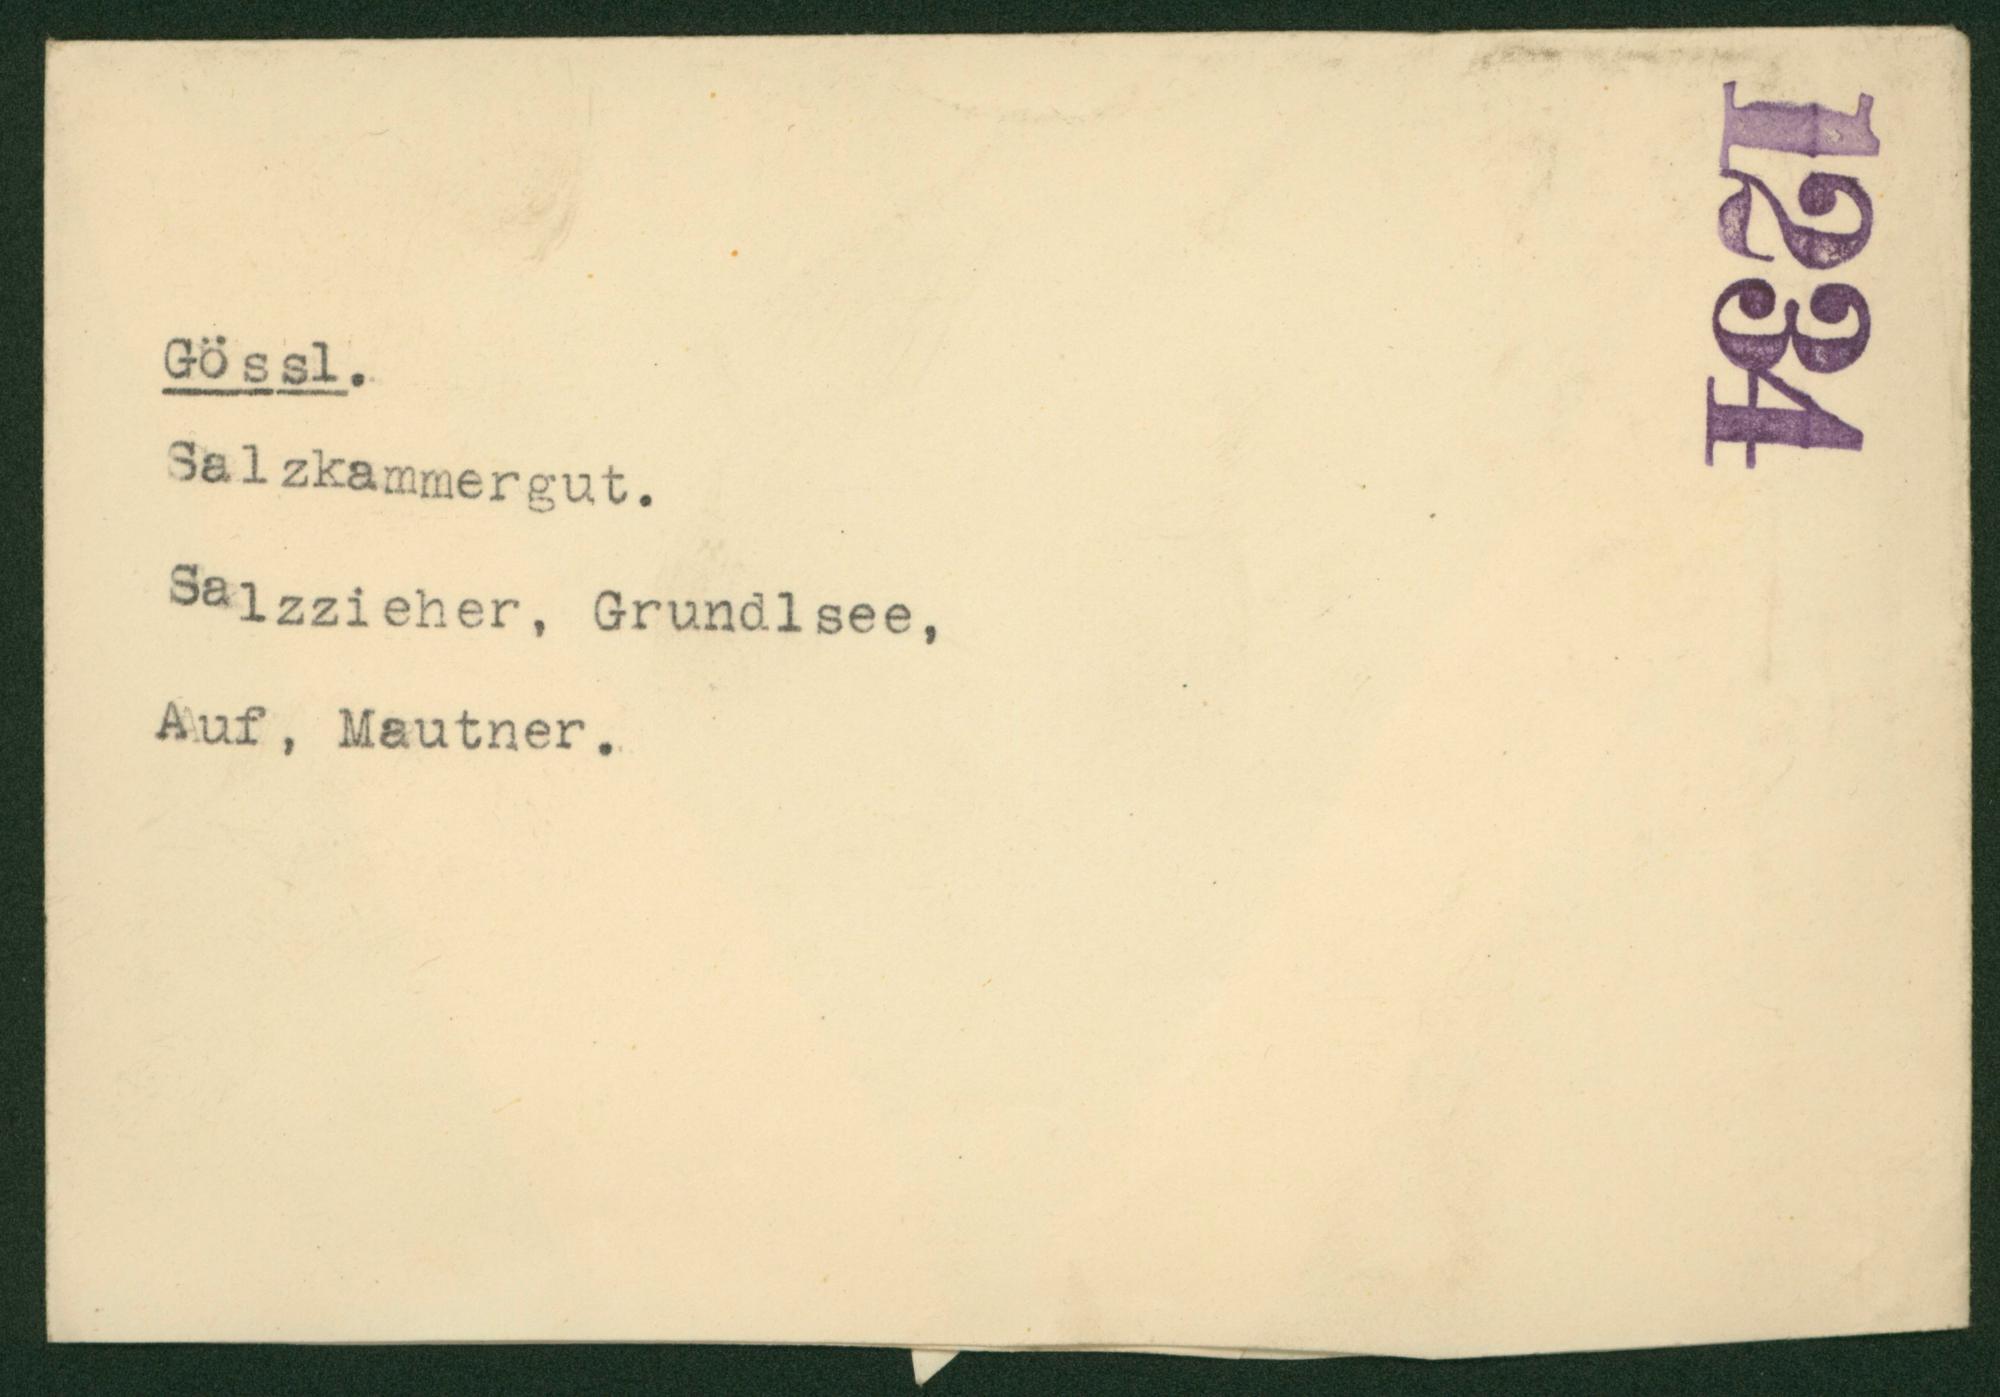 1234
Gössl.
Salzkammergut.
Salzzieher, Grundlsee,
Auf, Mautner.